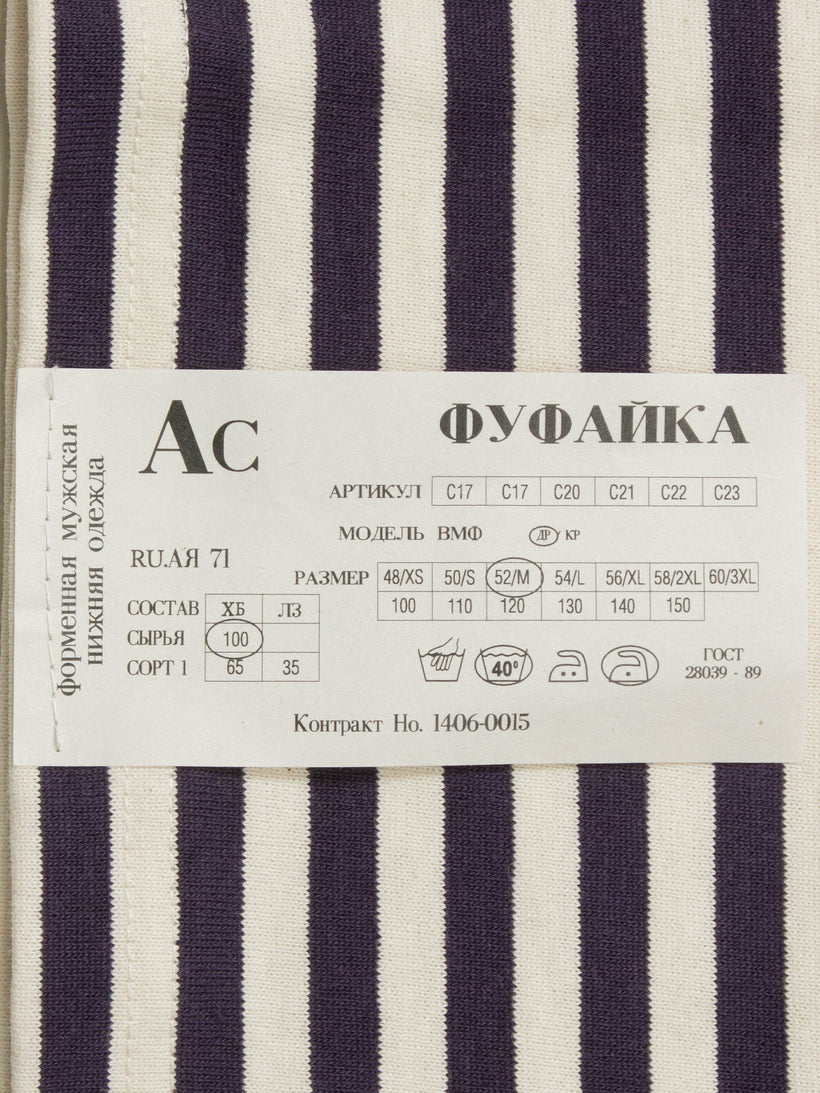 форменная мужская
нижняя одежда
Ас
ФУФАЙКА
АРТИКУЛ С17 С17 С20 С21 С22 С23
МОДЕЛЬ ВМФ ДР КР
RU.АЯ 71
РАЗМЕР 48/XS 50/S 52/M 54/L 56/XL 58/2XL 60/3XL
100 110 120 130 140 150
СОСТАВ ХБ ЛЗ
СЫРЬЯ 100
СОРТ 1 65 35
40°
ГОСТ
28039 - 89
Контракт Но. 1406-0015